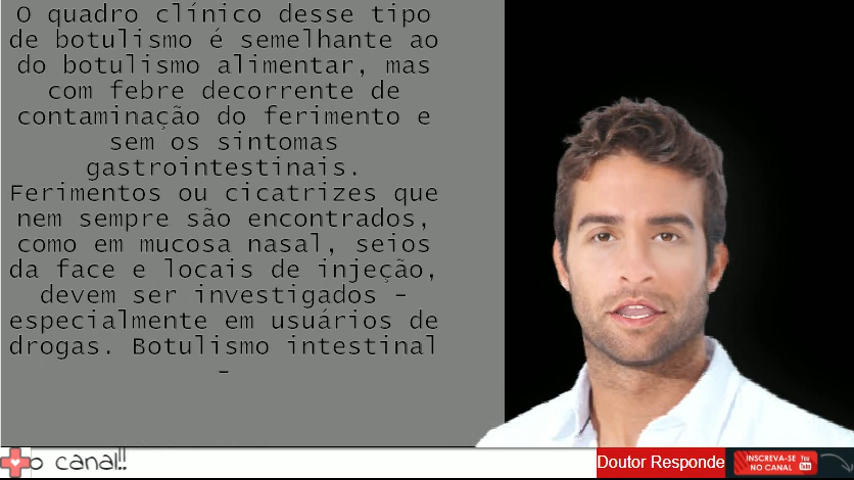 O quadro clínico desse tipo
de botulismo é semelhante ao
do botulismo alimentar, mas
com febre decorrente de
contaminação do ferimento e
sem os sintomas
gastrointestinais.
Ferimentos ou cicatrizes que
nem sempre são encontrados,
como em mucosa nasal, seios
da face e locais de injeção,
devem ser investigados -
especialmente em usuários de
drogas. Botulismo intestinal
-
o canal!!
Doutor Responde
INSCREVA-SE
NO CANAL
You
Tube